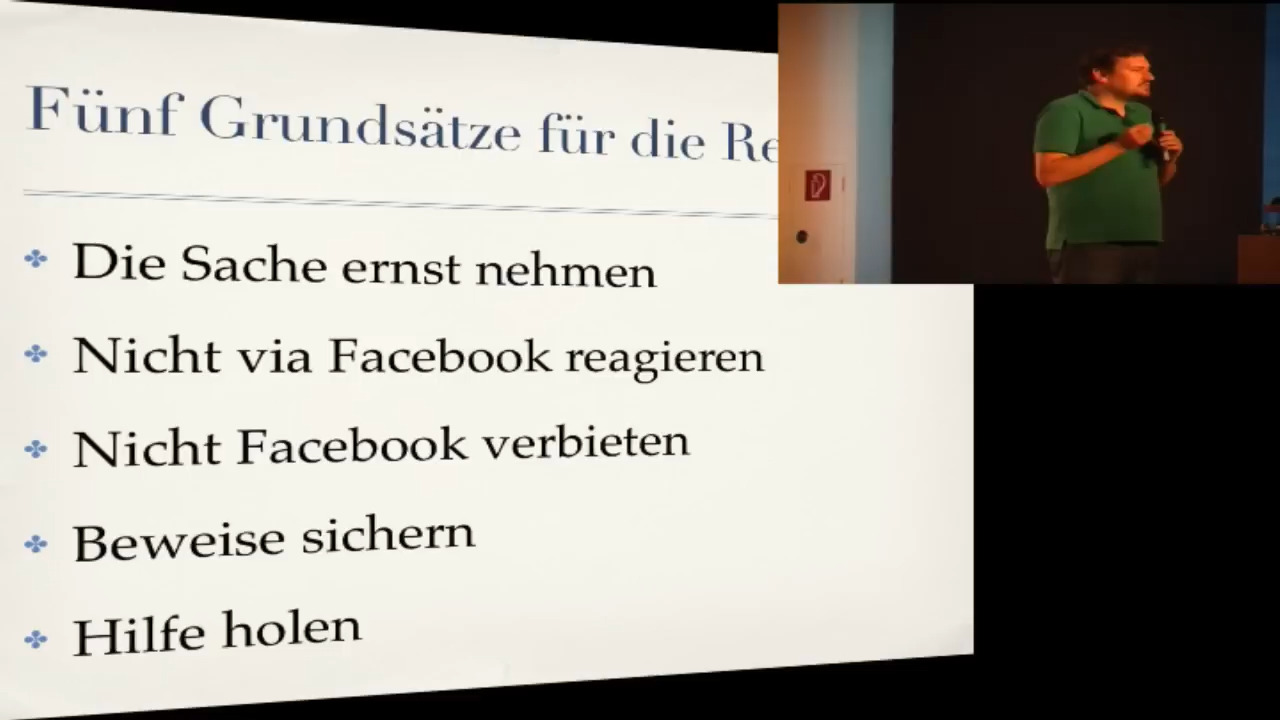 Fünf Grundsätze für die Re
Die Sache ernst nehmen
Nicht via Facebook reagieren
Nicht Facebook verbieten
Beweise sichern
Hilfe holen